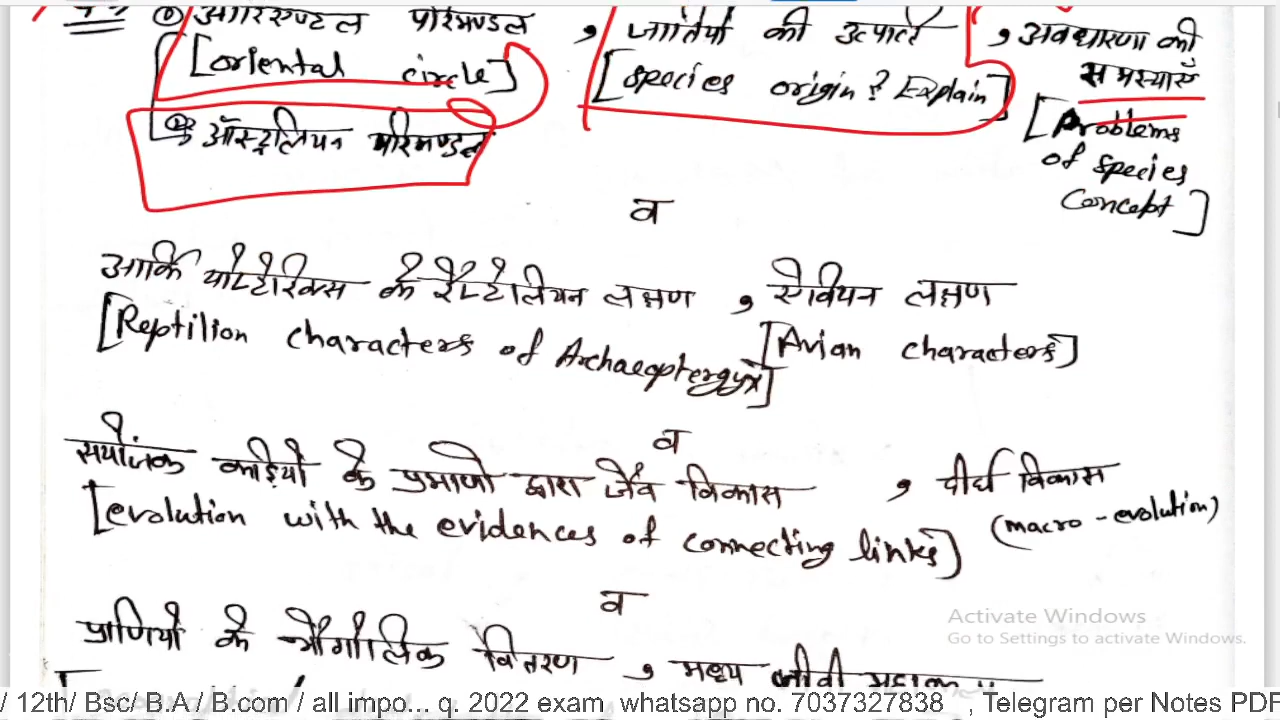 ① ओरिएण्टल परिमण्डल , जातियों की उत्पत्ति , अवधारणा की समस्याएँ
[oriental circle] [species origin? Explain] [Problems of species Concept]
② ऑस्ट्रेलियन परिमण्डल
व
आर्कियोप्टेरिक्स के रेप्टेलियन लक्षण , एवियन लक्षण
[Reptilion characters of Archaeopterqyx] [Avian characters]
व
संयोजक कड़ियों के प्रमाणों द्वारा जैव विकास , दीर्घ विकास
[evolution with the evidences of connecting links] (macro - evolution)
व
प्राणियों के भौगोलिक वितरण ,
Activate Windows
Go to Settings to activate Windows.
/ 12th/ Bsc/ B.A/ B.com / all impo... q. 2022 exam, whatsapp no. 7037327838 , Telegram per Notes PDF